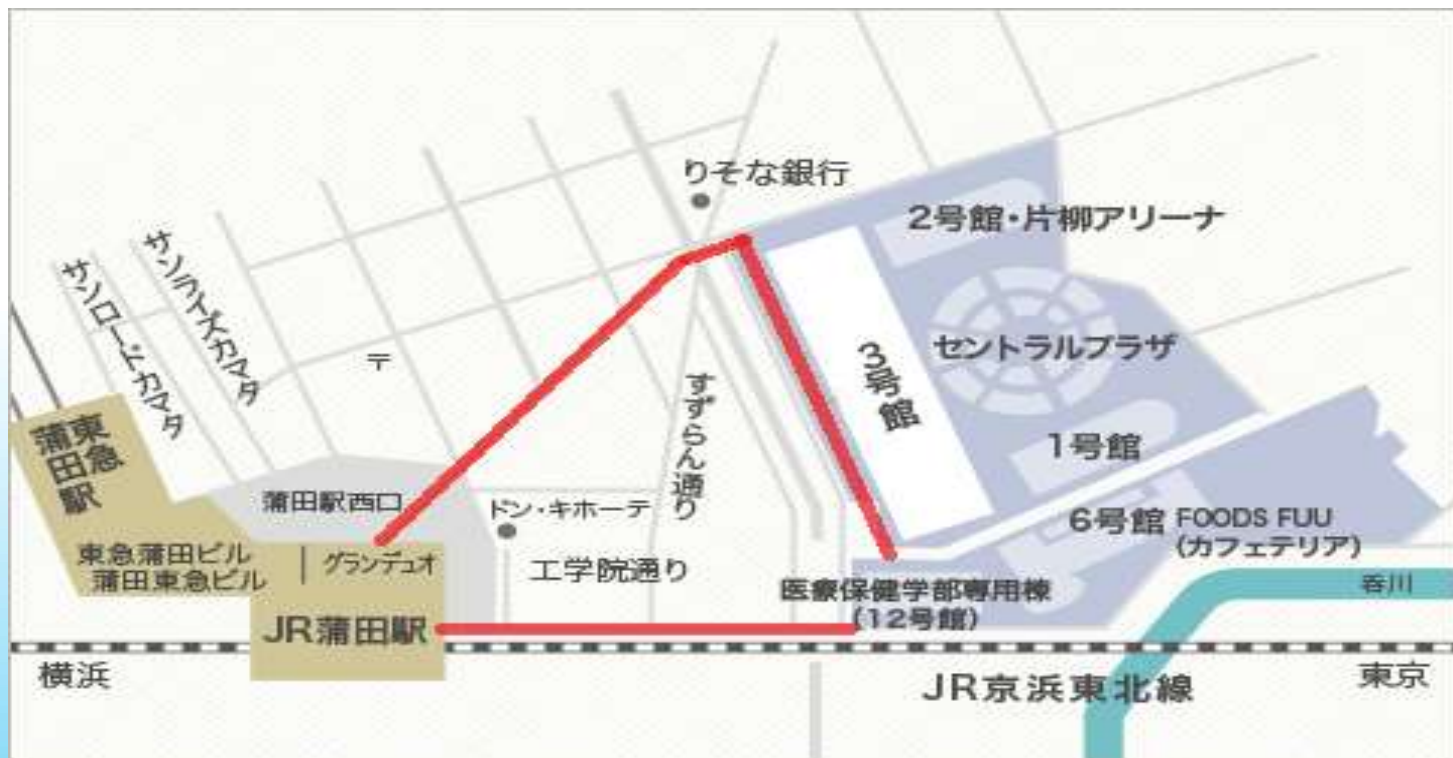 りそな銀行
2号館・片柳アリーナ
サンライズカマタ
サンロードカマタ
〒
すずらん通り
3号館
セントラルプラザ
1号館
東急
蒲田駅
蒲田駅西口
ドン・キホーテ
6号館 FOODS FUU
(カフェテリア)
東急蒲田ビル
蒲田東急ビル
グランデュオ
工学院通り
医療保健学部専用棟
(12号館)
呑川
JR蒲田駅
横浜
JR京浜東北線
東京